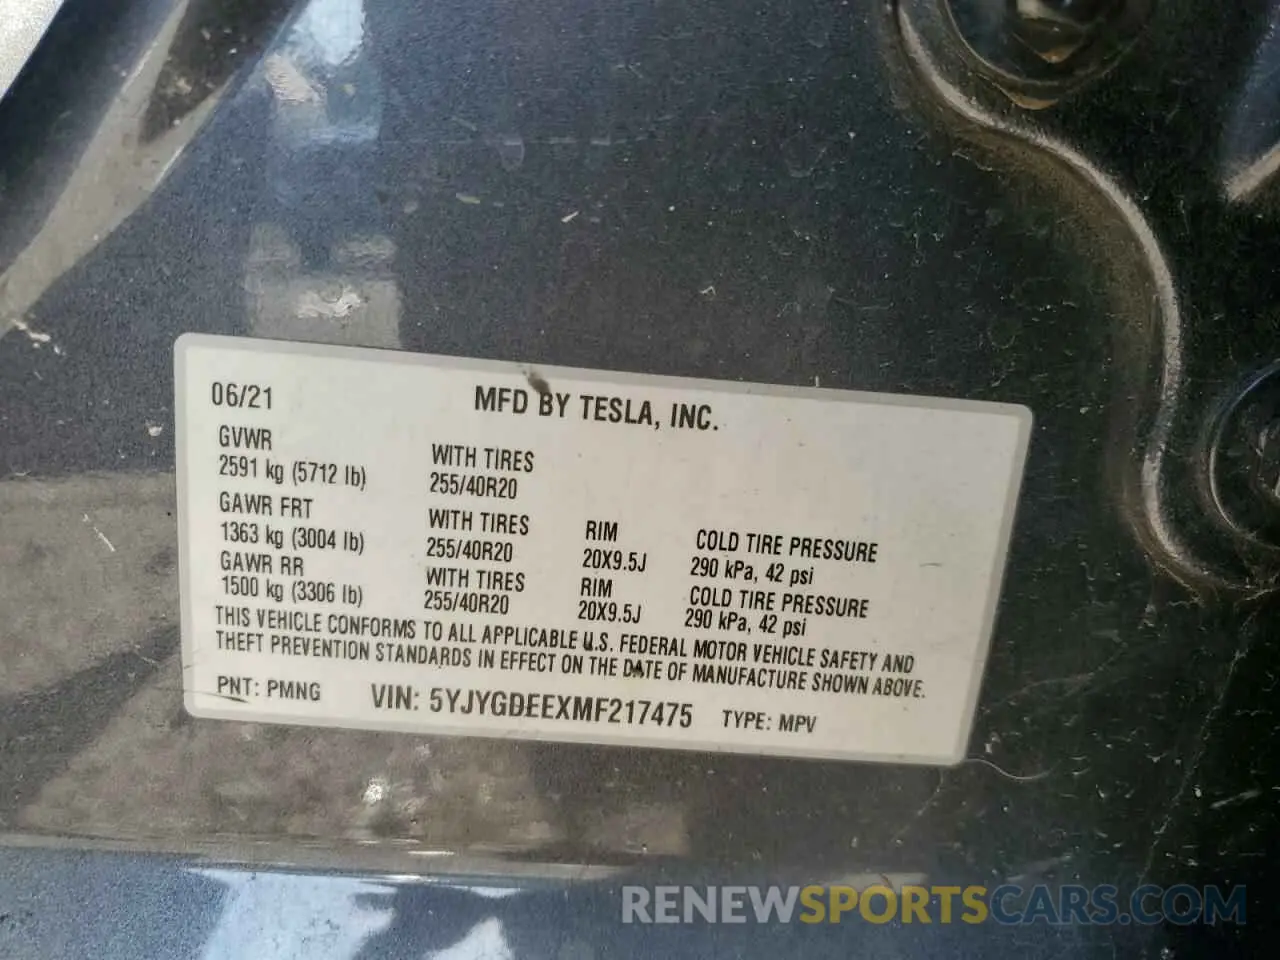 06/21 MFD BY TESLA, INC.
GVWR
2591 kg (5712 lb)
WITH TIRES
255/40R20
GAWR FRT
1363 kg (3004 lb)
WITH TIRES
255/40R20
RIM
20X9.5J
COLD TIRE PRESSURE
290 kPa, 42 psi
GAWR RR
1500 kg (3306 lb)
WITH TIRES
255/40R20
RIM
20X9.5J
COLD TIRE PRESSURE
290 kPa, 42 psi
THIS VEHICLE CONFORMS TO ALL APPLICABLE U.S. FEDERAL MOTOR VEHICLE SAFETY AND
THEFT PREVENTION STANDARDS IN EFFECT ON THE DATE OF MANUFACTURE SHOWN ABOVE.
PNT: PMNG VIN: 5YJYGDEEXMF217475 TYPE: MPV
RENEWSPORTSCARS.COM